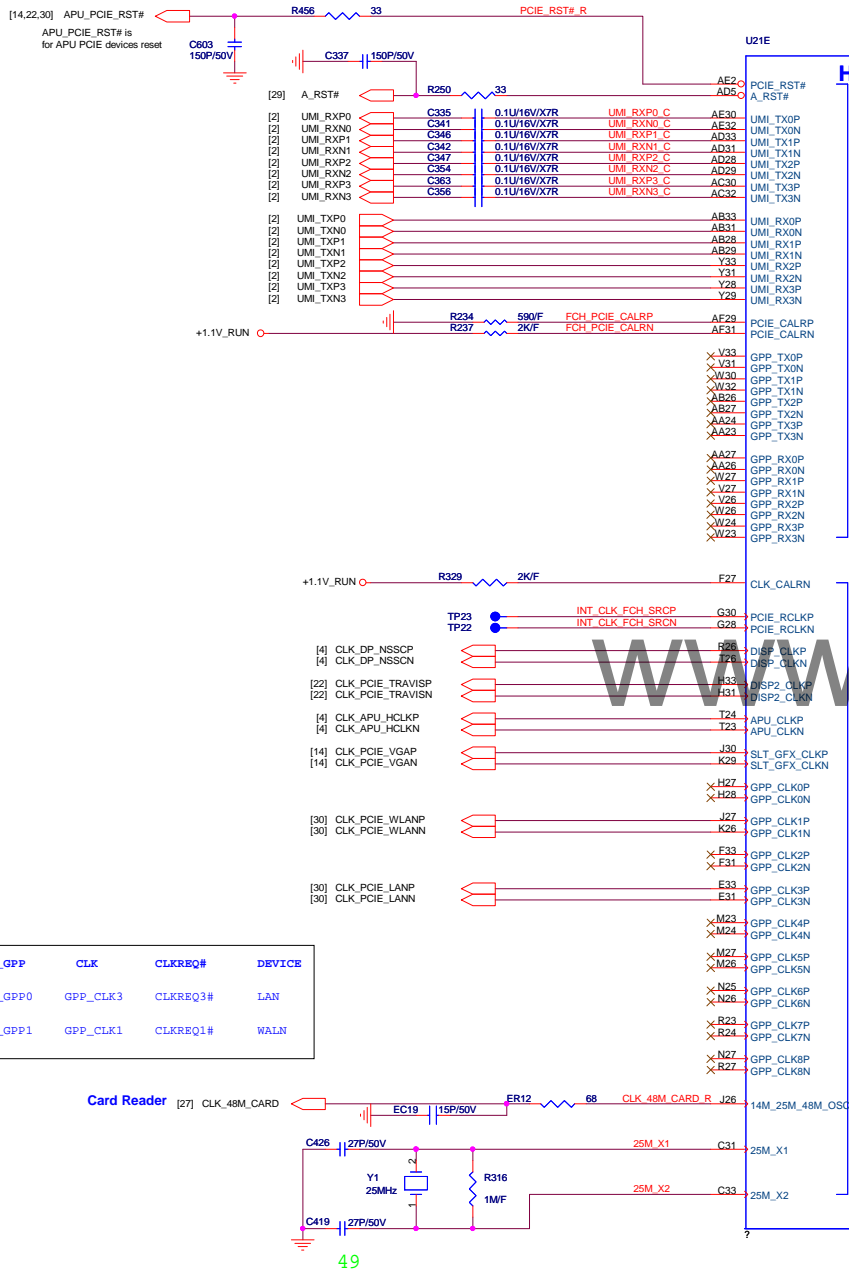 [14,22,30] APU_PCIE_RST# R456 33 PCIE_RST#_R
APU_PCIE_RST# is
for APU PCIE devices reset
C603
150P/50V
U21E
C337 150P/50V
H
AE2 PCIE_RST#
[29] A_RST# R250 33 AD5 A_RST#
[2] UMI_RXP0 C335 0.1U/16V/X7R UMI_RXP0_C AE30 UMI_TX0P
[2] UMI_RXN0 C341 0.1U/16V/X7R UMI_RXN0_C AE32 UMI_TX0N
[2] UMI_RXP1 C346 0.1U/16V/X7R UMI_RXP1_C AD33 UMI_TX1P
[2] UMI_RXN1 C342 0.1U/16V/X7R UMI_RXN1_C AD31 UMI_TX1N
[2] UMI_RXP2 C347 0.1U/16V/X7R UMI_RXP2_C AD28 UMI_TX2P
[2] UMI_RXN2 C354 0.1U/16V/X7R UMI_RXN2_C AD29 UMI_TX2N
[2] UMI_RXP3 C363 0.1U/16V/X7R UMI_RXP3_C AC30 UMI_TX3P
[2] UMI_RXN3 C356 0.1U/16V/X7R UMI_RXN3_C AC32 UMI_TX3N
[2] UMI_TXP0 AB33 UMI_RX0P
[2] UMI_TXN0 AB31 UMI_RX0N
[2] UMI_TXP1 AB28 UMI_RX1P
[2] UMI_TXN1 AB29 UMI_RX1N
[2] UMI_TXP2 Y33 UMI_RX2P
[2] UMI_TXN2 Y31 UMI_RX2N
[2] UMI_TXP3 Y28 UMI_RX3P
[2] UMI_TXN3 Y29 UMI_RX3N
R234 590/F FCH_PCIE_CALRP AF29 PCIE_CALRP
+1.1V_RUN R237 2K/F FCH_PCIE_CALRN AF31 PCIE_CALRN
V33 GPP_TX0P
V31 GPP_TX0N
W30 GPP_TX1P
W32 GPP_TX1N
AB26 GPP_TX2P
AB27 GPP_TX2N
AA24 GPP_TX3P
AA23 GPP_TX3N
AA27 GPP_RX0P
AA26 GPP_RX0N
W27 GPP_RX1P
V27 GPP_RX1N
V26 GPP_RX2P
W26 GPP_RX2N
W24 GPP_RX3P
W23 GPP_RX3N
+1.1V_RUN R329 2K/F F27 CLK_CALRN
TP23 INT_CLK_FCH_SRCP G30 PCIE_RCLKP
TP22 INT_CLK_FCH_SRCN G28 PCIE_RCLKN
www
[4] CLK_DP_NSSCP R26 DISP_CLKP
[4] CLK_DP_NSSCN T26 DISP_CLKN
[22] CLK_PCIE_TRAVISP H33 DISP2_CLKP
[22] CLK_PCIE_TRAVISN H31 DISP2_CLKN
[4] CLK_APU_HCLKP T24 APU_CLKP
[4] CLK_APU_HCLKN T23 APU_CLKN
[14] CLK_PCIE_VGAP J30 SLT_GFX_CLKP
[14] CLK_PCIE_VGAN K29 SLT_GFX_CLKN
H27 GPP_CLK0P
H28 GPP_CLK0N
[30] CLK_PCIE_WLANP J27 GPP_CLK1P
[30] CLK_PCIE_WLANN K26 GPP_CLK1N
F33 GPP_CLK2P
F31 GPP_CLK2N
[30] CLK_PCIE_LANP E33 GPP_CLK3P
[30] CLK_PCIE_LANN E31 GPP_CLK3N
M23 GPP_CLK4P
M24 GPP_CLK4N
M27 GPP_CLK5P
M26 GPP_CLK5N
N25 GPP_CLK6P
N26 GPP_CLK6N
R23 GPP_CLK7P
R24 GPP_CLK7N
N27 GPP_CLK8P
R27 GPP_CLK8N
_GPP CLK CLKREQ# DEVICE
_GPP0 GPP_CLK3 CLKREQ3# LAN
_GPP1 GPP_CLK1 CLKREQ1# WALN
Card Reader [27] CLK_48M_CARD EC19 15P/50V ER12 68 CLK_48M_CARD_R J26 14M_25M_48M_OSC
C426 27P/50V 25M_X1 C31 25M_X1
Y1
25MHz
2
1
R316
1M/F
25M_X2 C33 25M_X2
C419 27P/50V
?
49